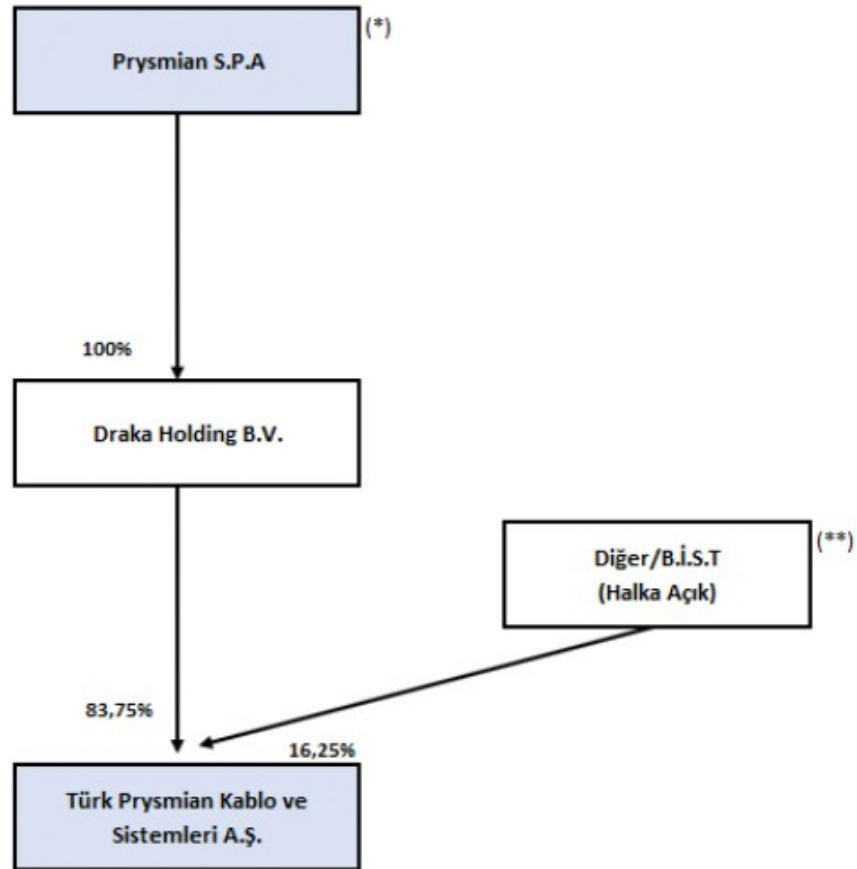 Prysmian S.P.A
(*)
100%
Draka Holding B.V.
Diğer/B.İ.S.T
(Halka Açık)
(**)
83,75%
16,25%
Türk Prysmian Kablo ve
Sistemleri A.Ş.